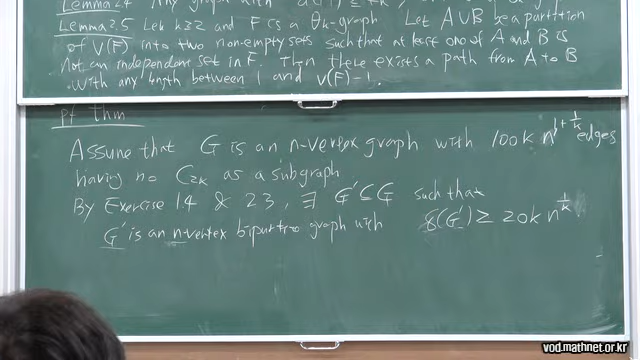 Lemma 2.4 Any graph with
Lemma 2.5 Let k≥2 and F is a θk-graph. Let A∪B be a partition
of V(F) into two non-empty sets such that at least one of A and B is
not an independent set in F. Then there exists a path from A to B
with any length between 1 and v(F)-1.
pf thm
Assume that G is an n-vertex graph with 100k n^{1+1/k} edges
having no C2k as a subgraph.
By Exercise 1.4 & 2.3, ∃ G'⊆G such that
G' is an n-vertex bipartite graph with δ(G') ≥ 20k n^{1/k}
vod.mathnet.or.kr